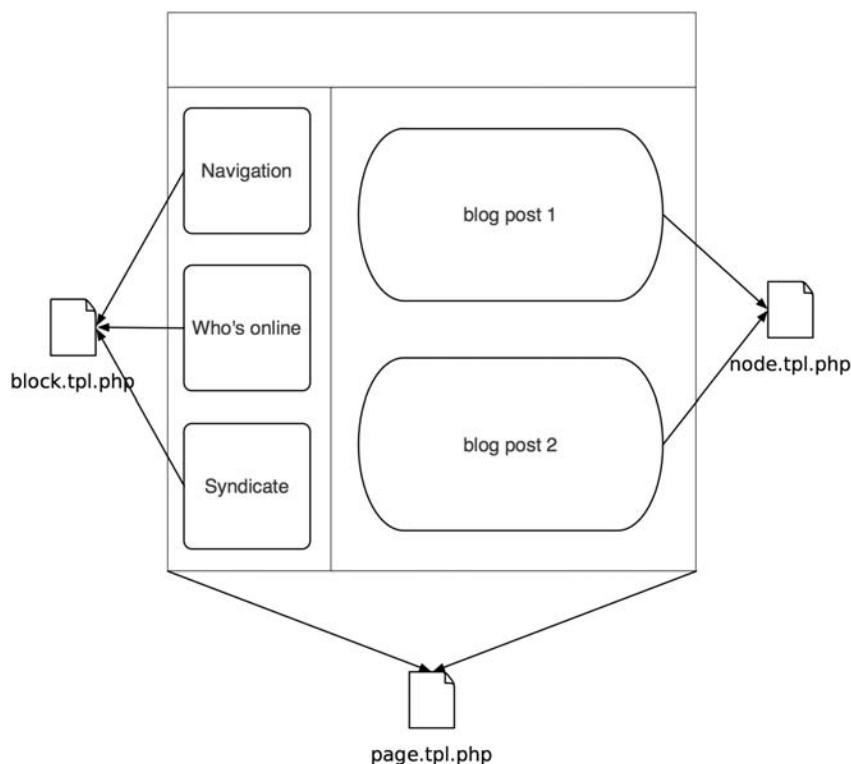 Navigation
blog post 1
Who's online
block.tpl.php
node.tpl.php
blog post 2
Syndicate
page.tpl.php